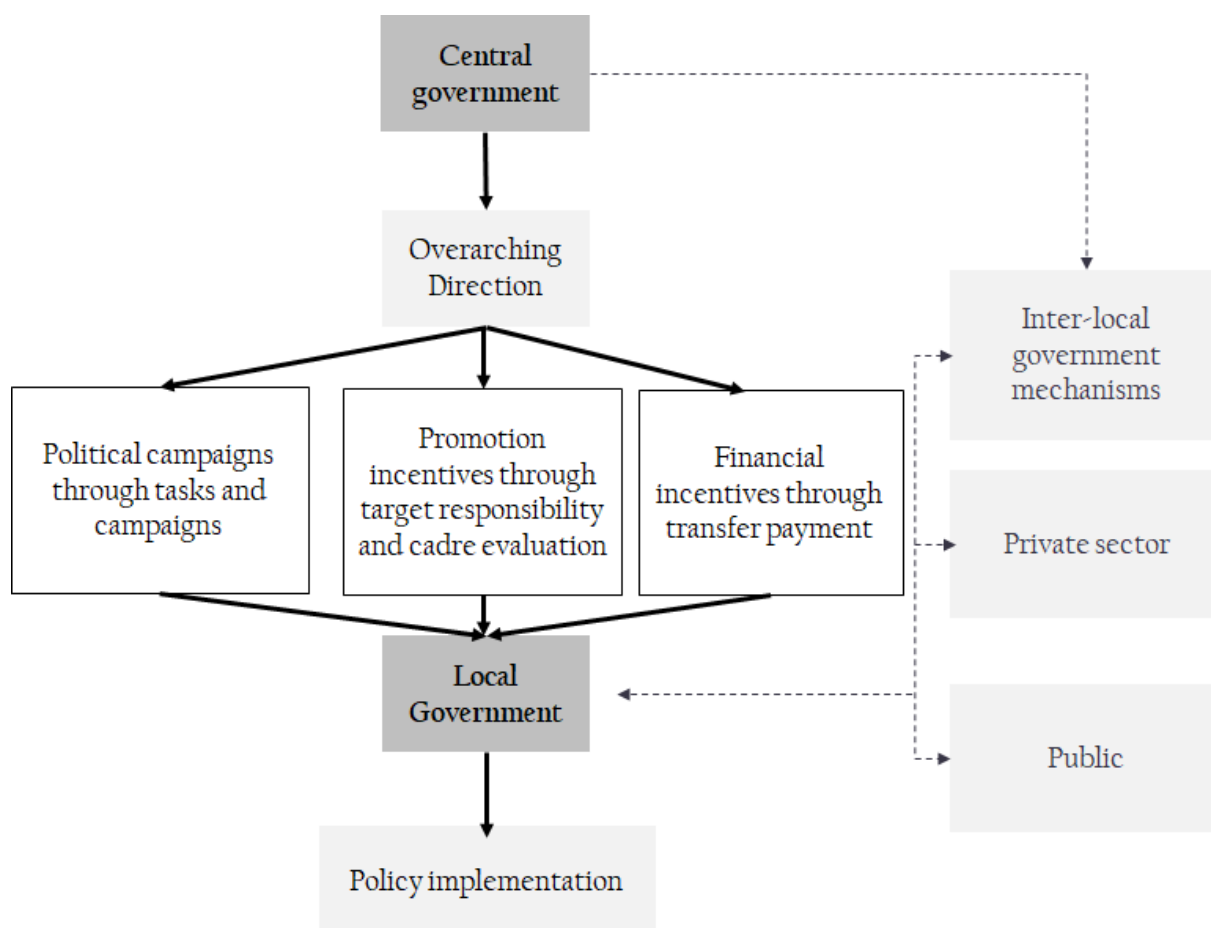 Central
government
Overarching
Direction
Inter-local
government
mechanisms
Political campaigns
through tasks and
campaigns
Promotion
incentives through
target responsibility
and cadre evaluation
Financial
incentives through
transfer payment
Private sector
Local
Government
Public
Policy implementation